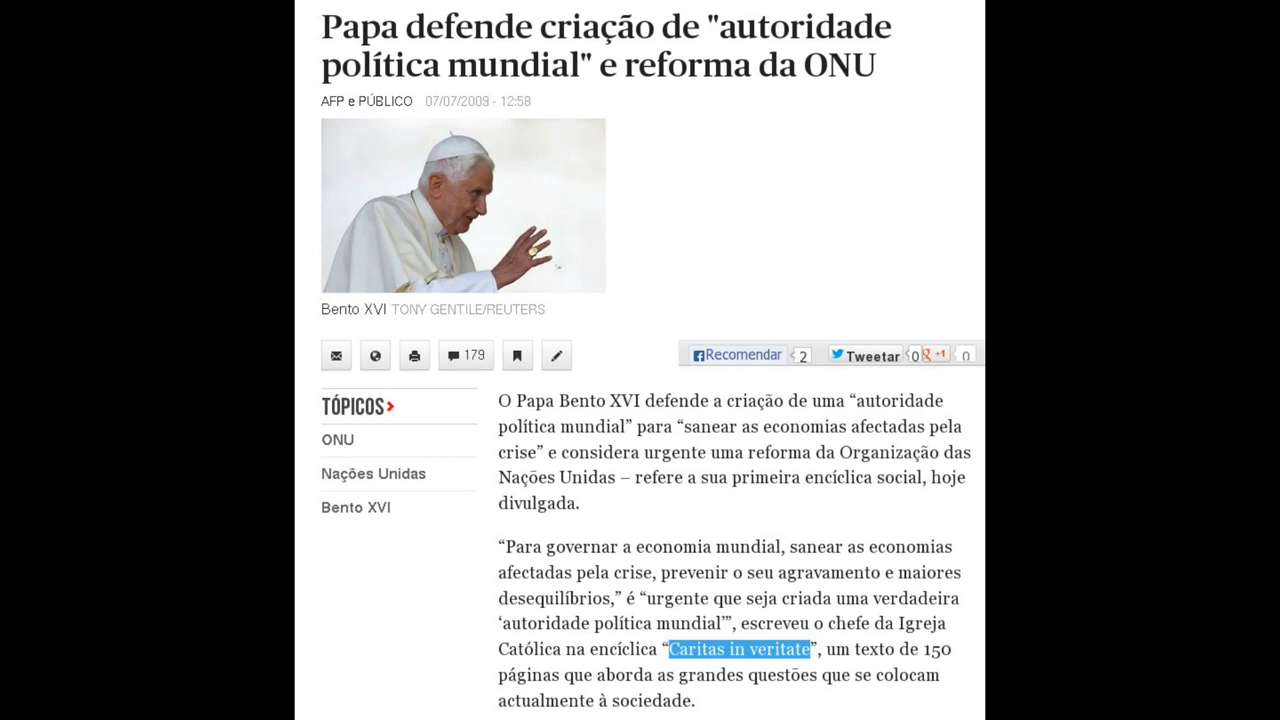 Papa defende criação de "autoridade
política mundial" e reforma da ONU
AFP e PÚBLICO 07/07/2009 - 12:58
Bento XVI TONY GENTILE/REUTERS
179
Recomendar 2
Tweetar 0
+1 0
TÓPICOS
ONU
Nações Unidas
Bento XVI
O Papa Bento XVI defende a criação de uma “autoridade
política mundial” para “sanear as economias afectadas pela
crise” e considera urgente uma reforma da Organização das
Nações Unidas – refere a sua primeira encíclica social, hoje
divulgada.
“Para governar a economia mundial, sanear as economias
afectadas pela crise, prevenir o seu agravamento e maiores
desequilíbrios,” é “urgente que seja criada uma verdadeira
‘autoridade política mundial’”, escreveu o chefe da Igreja
Católica na encíclica “Caritas in veritate”, um texto de 150
páginas que aborda as grandes questões que se colocam
actualmente à sociedade.